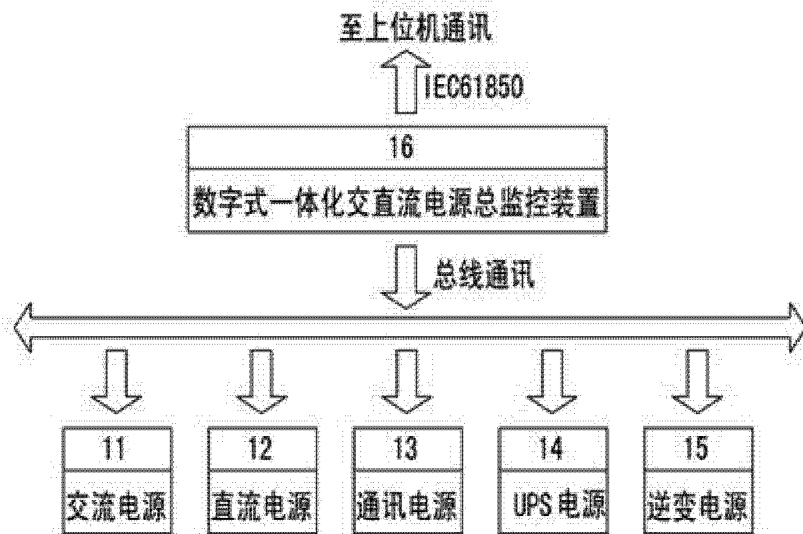 至上位机通讯
IEC61850
16
数字式一体化交直流电源总监控装置
总线通讯
11 12 13 14 15
交流电源 直流电源 通讯电源 UPS电源 逆变电源